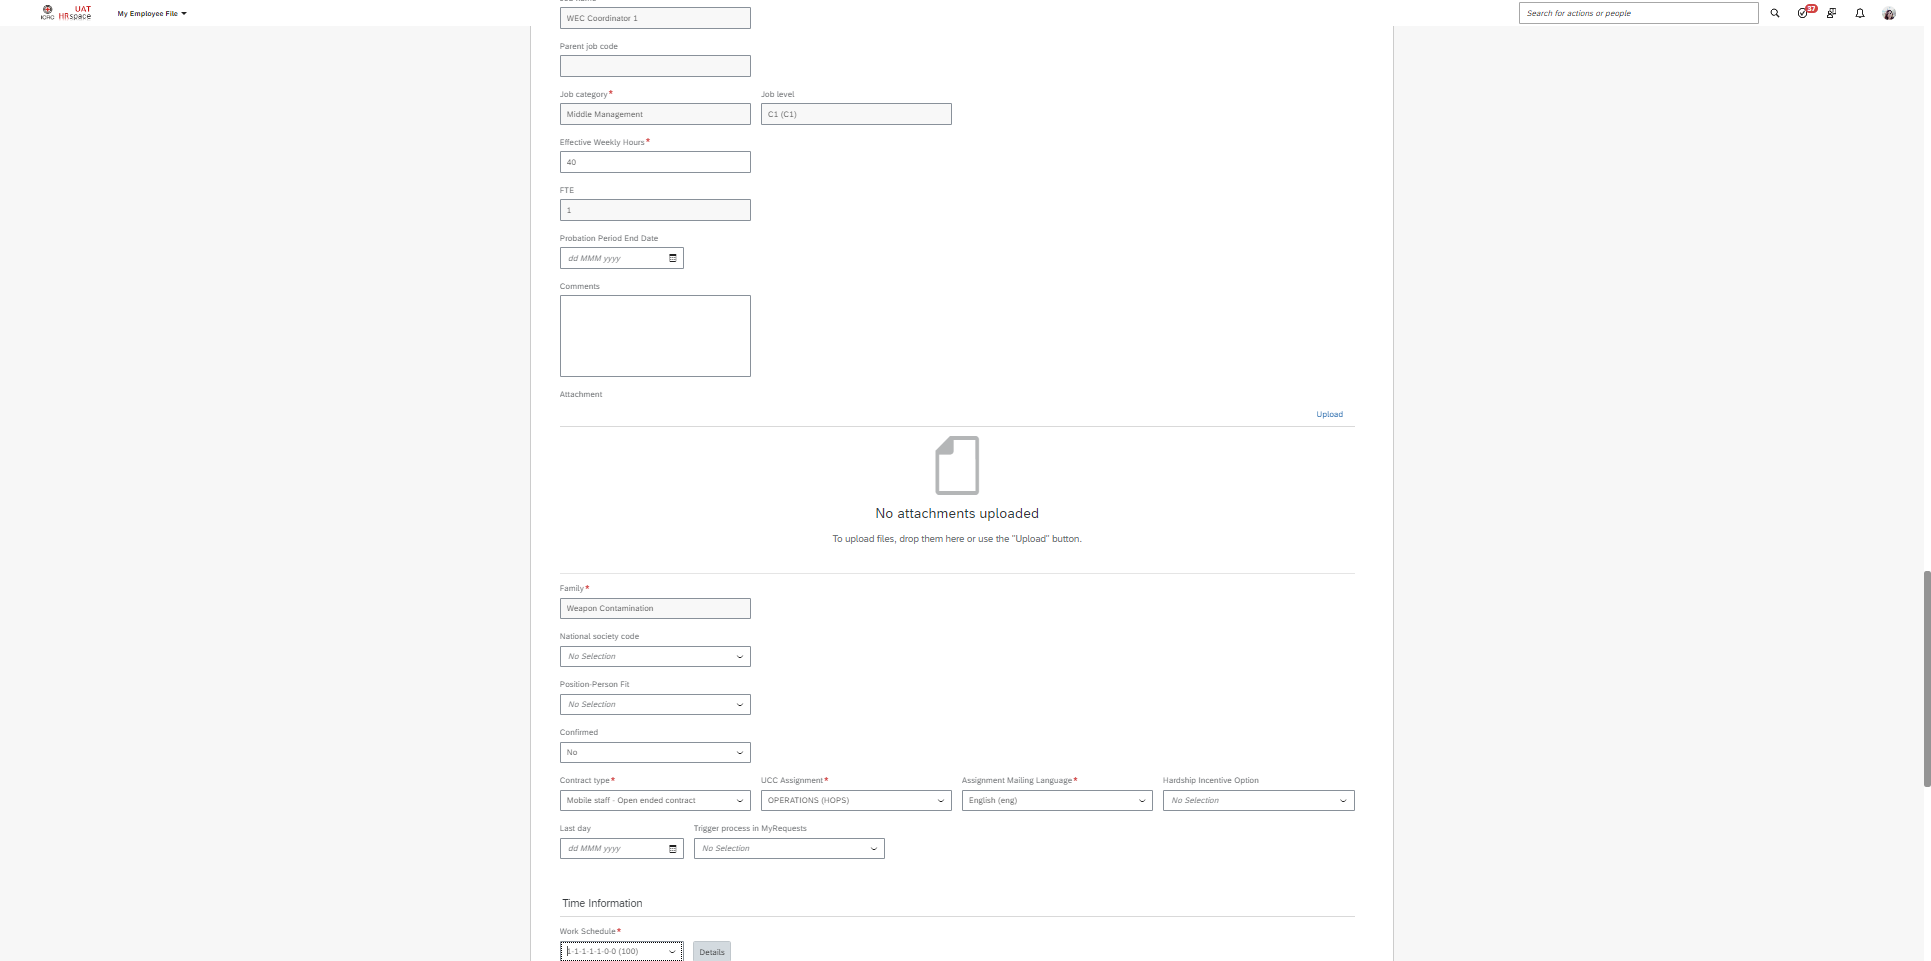 ICRC UAT HRspace My Employee File Search for actions or people 37
WEC Coordinator 1
Parent job code
Job category* Job level
Middle Management C1 (C1)
Effective Weekly Hours*
40
FTE
1
Probation Period End Date
dd MMM yyyy
Comments
Attachment
Upload
No attachments uploaded
To upload files, drop them here or use the "Upload" button.
Family*
Weapon Contamination
National society code
No Selection
Position-Person Fit
No Selection
Confirmed
No
Contract type* UCC Assignment* Assignment Mailing Language* Hardship Incentive Option
Mobile staff - Open ended contract OPERATIONS (HOPS) English (eng) No Selection
Last day Trigger process in MyRequests
dd MMM yyyy No Selection
Time Information
Work Schedule*
1-1-1-1-1-0-0 (100) Details